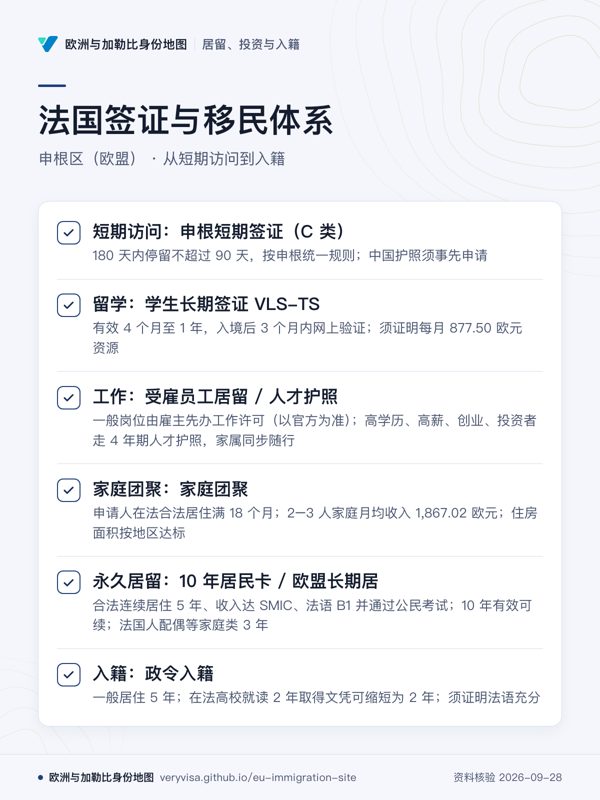 欧洲与加勒比身份地图 居留、投资与入籍
法国签证与移民体系
申根区（欧盟） · 从短期访问到入籍
短期访问：申根短期签证（C 类）
180 天内停留不超过 90 天，按申根统一规则；中国护照须事先申请
留学：学生长期签证 VLS-TS
有效 4 个月至 1 年，入境后 3 个月内网上验证；须证明每月 877.50 欧元
资源
工作：受雇员工居留 / 人才护照
一般岗位由雇主先办工作许可（以官方为准）；高学历、高薪、创业、投资者
走 4 年期人才护照，家属同步随行
家庭团聚：家庭团聚
申请人在法合法居住满 18 个月；2–3 人家庭月均收入 1,867.02 欧元；住房
面积按地区达标
永久居留：10 年居民卡 / 欧盟长期居
合法连续居住 5 年、收入达 SMIC、法语 B1 并通过公民考试；10 年有效可
续；法国人配偶等家庭类 3 年
入籍：政令入籍
一般居住 5 年；在法高校就读 2 年取得文凭可缩短为 2 年；须证明法语充分
欧洲与加勒比身份地图 veryvisa.github.io/eu-immigration-site 资料核验 2026-09-28